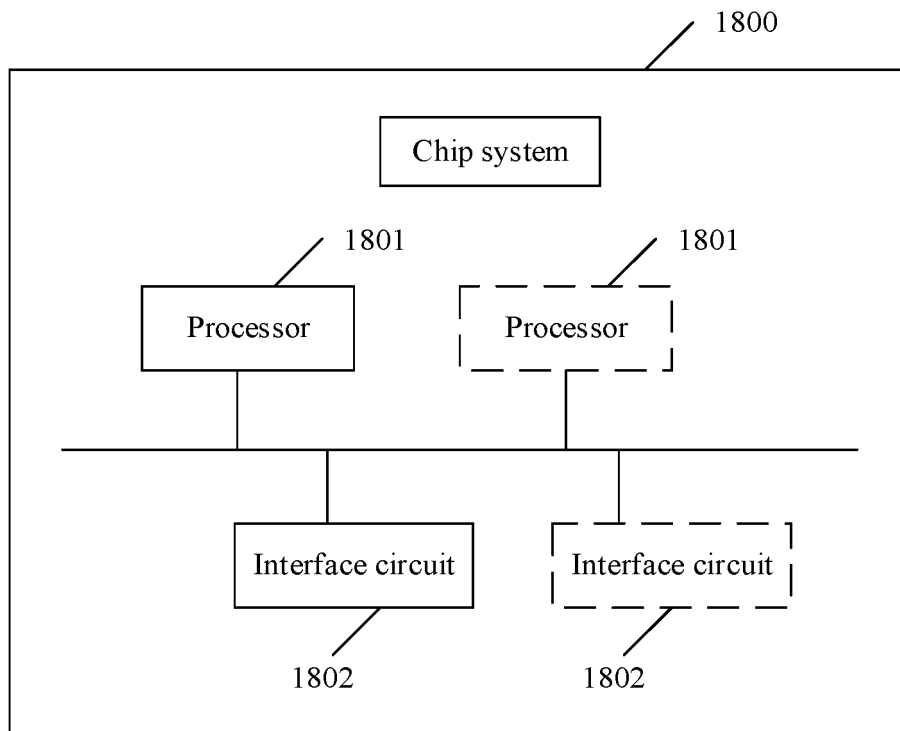 1800
Chip system
1801
1801
Processor
Processor
Interface circuit
Interface circuit
1802
1802